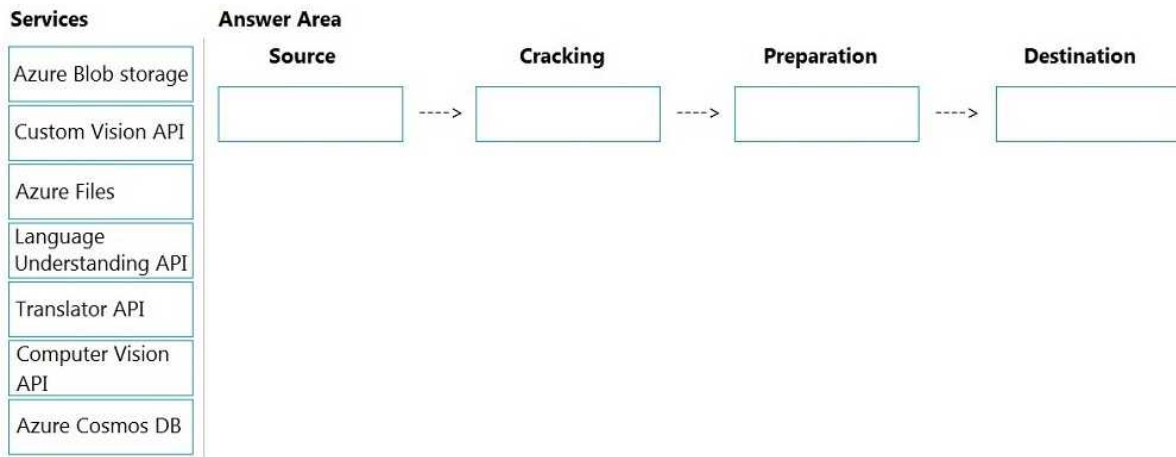 Services
Answer Area
Azure Blob storage
Custom Vision API
Azure Files
Language
Understanding API
Translator API
Computer Vision
API
Azure Cosmos DB
Source
Cracking
Preparation
Destination
---->
---->
---->